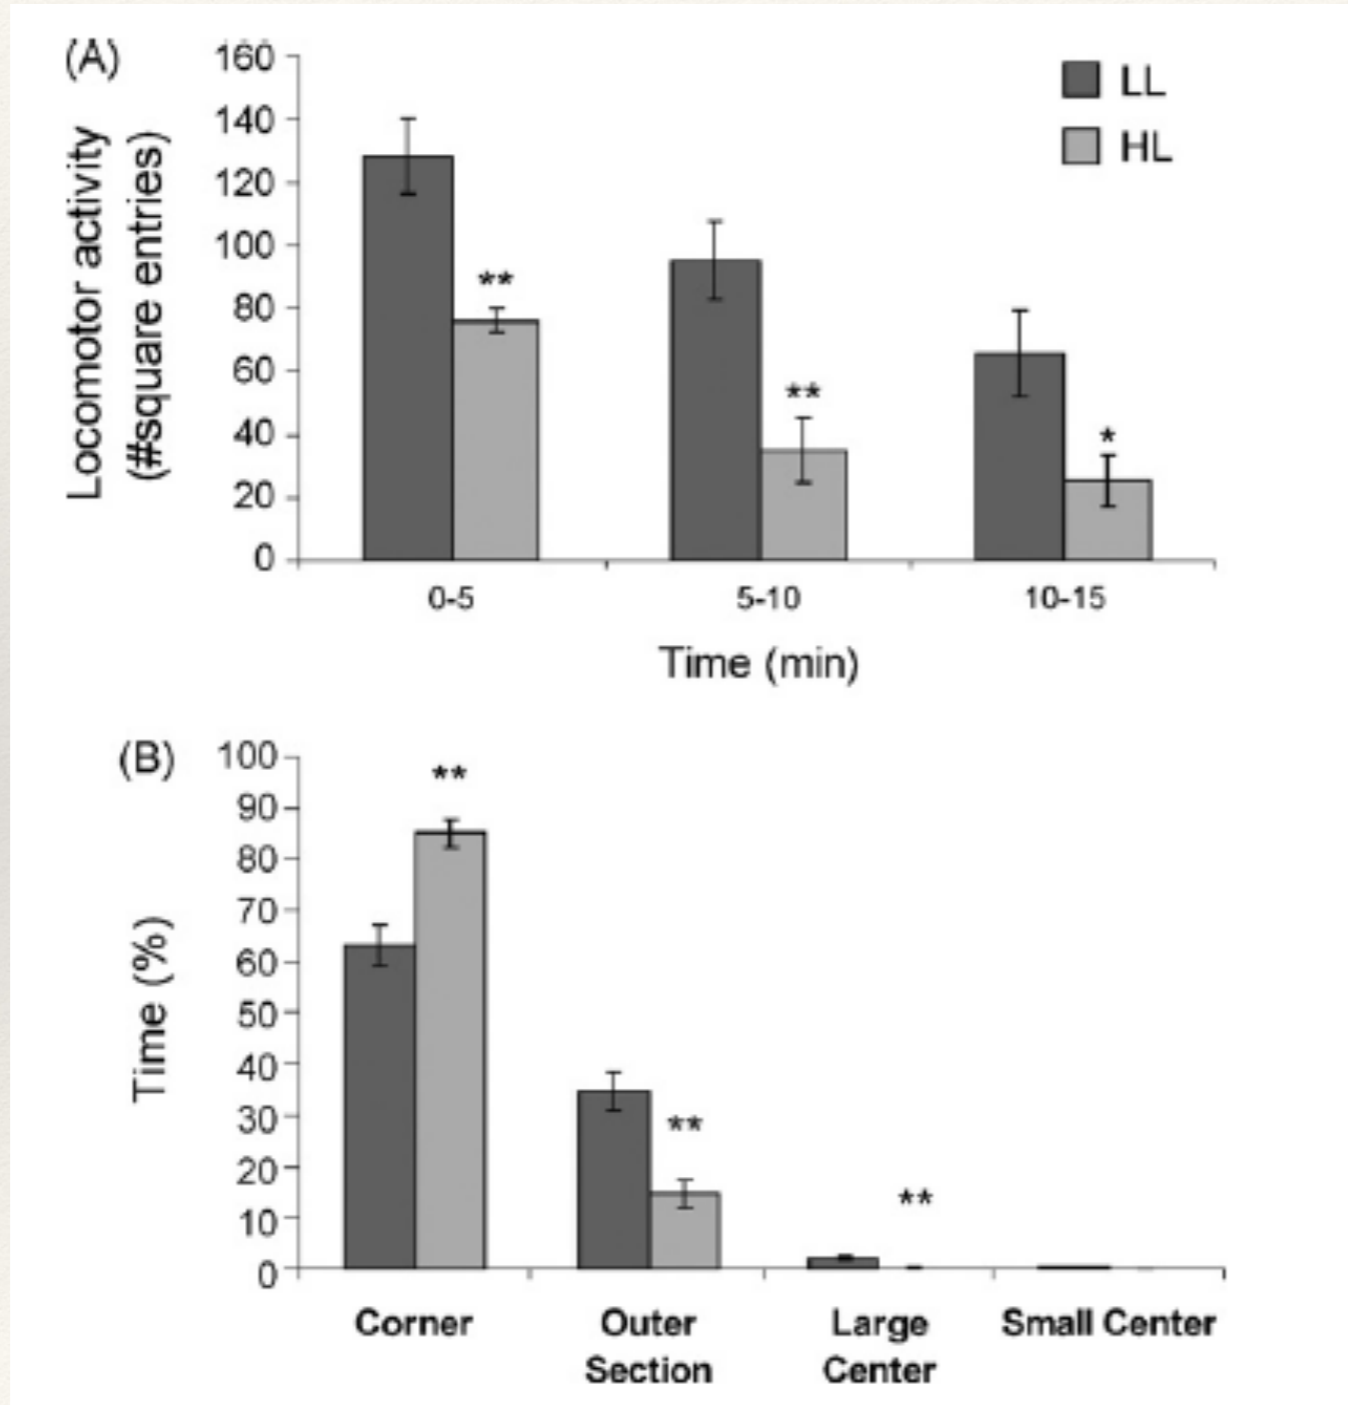 (A)
160
140
120
100
80
60
40
20
0
Locomotor activity
(#square entries)
LL
HL
**
**
*
0-5 5-10 10-15
Time (min)
(B)
100
90
80
70
60
50
40
30
20
10
0
Time (%)
**
**
**
Corner Outer Large Small Center
Section Center